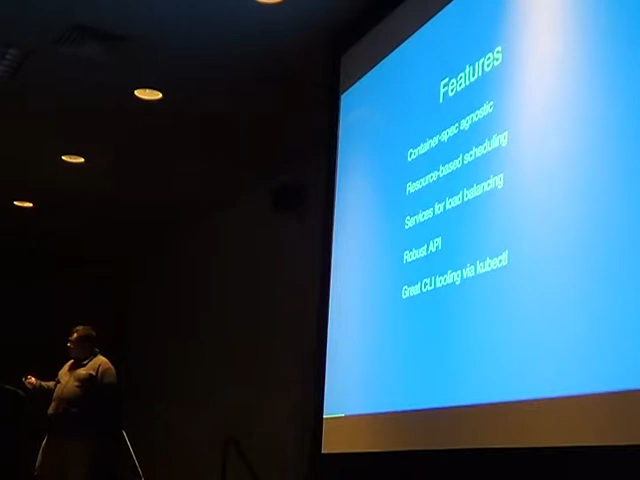 Features
Container-spec agnostic
Resource-based scheduling
Services for load balancing
Robust API
Great CLI tooling via kubectl